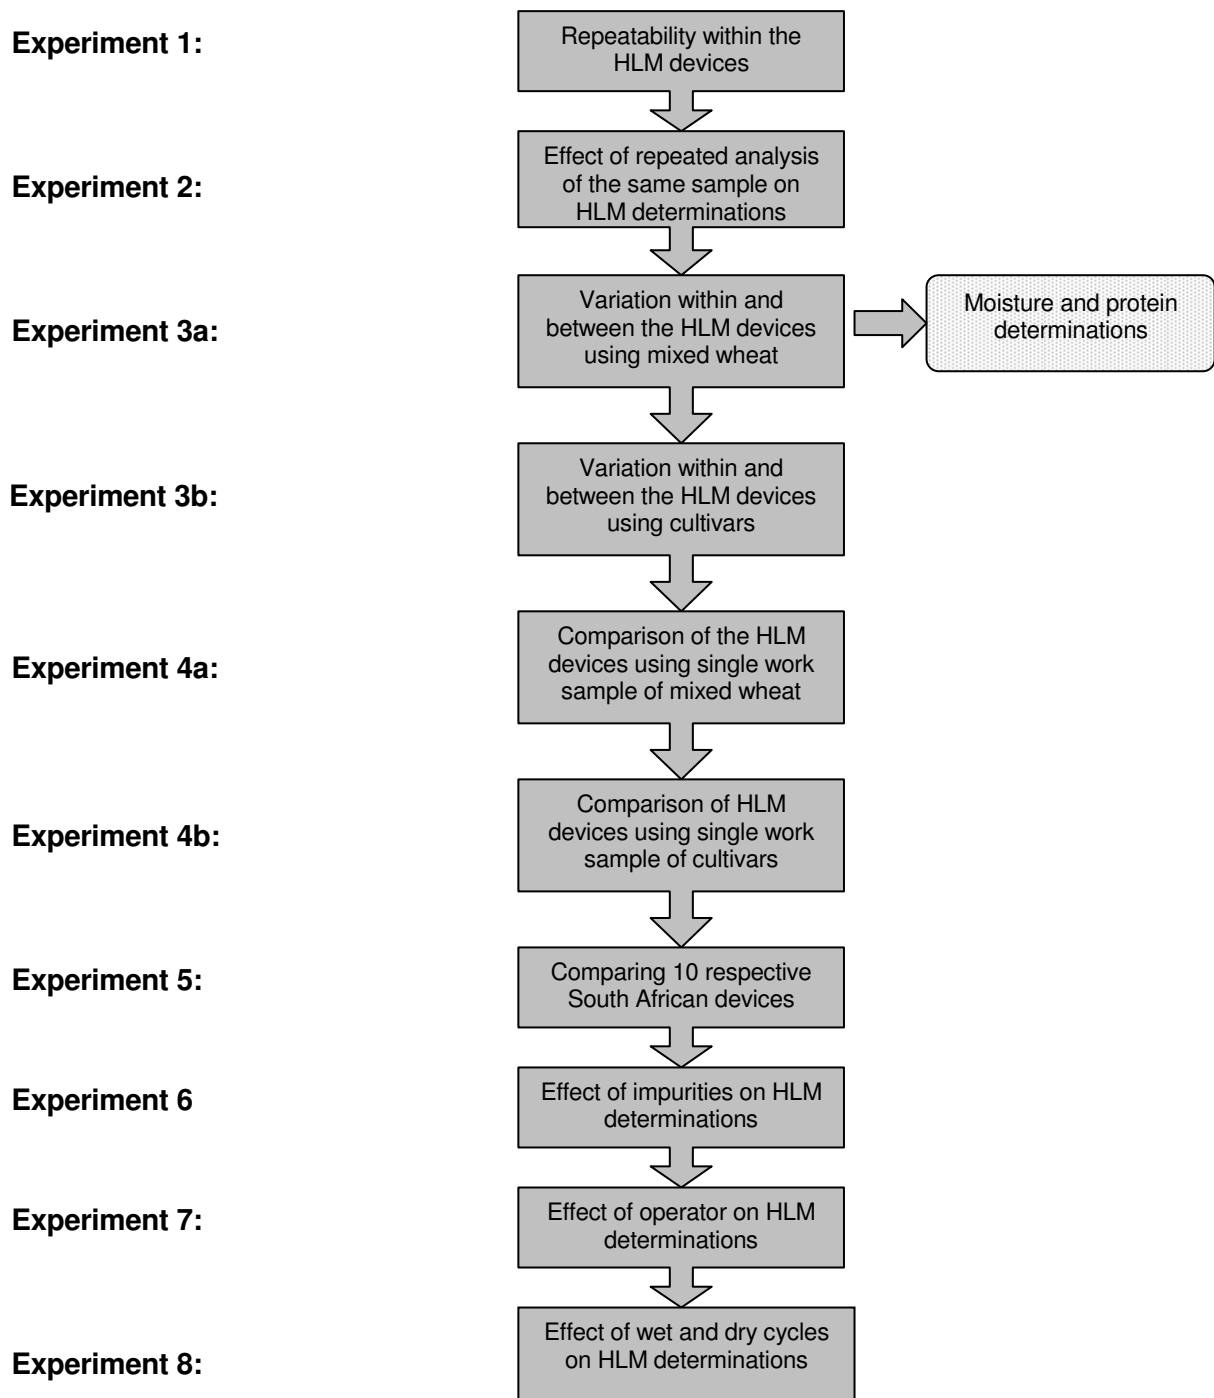 Experiment 1:
Repeatability within the
HLM devices
Experiment 2:
Effect of repeated analysis
of the same sample on
HLM determinations
Experiment 3a:
Variation within and
between the HLM devices
using mixed wheat
Moisture and protein
determinations
Experiment 3b:
Variation within and
between the HLM devices
using cultivars
Experiment 4a:
Comparison of the HLM
devices using single work
sample of mixed wheat
Experiment 4b:
Comparison of HLM
devices using single work
sample of cultivars
Experiment 5:
Comparing 10 respective
South African devices
Experiment 6
Effect of impurities on HLM
determinations
Experiment 7:
Effect of operator on HLM
determinations
Experiment 8:
Effect of wet and dry cycles
on HLM determinations